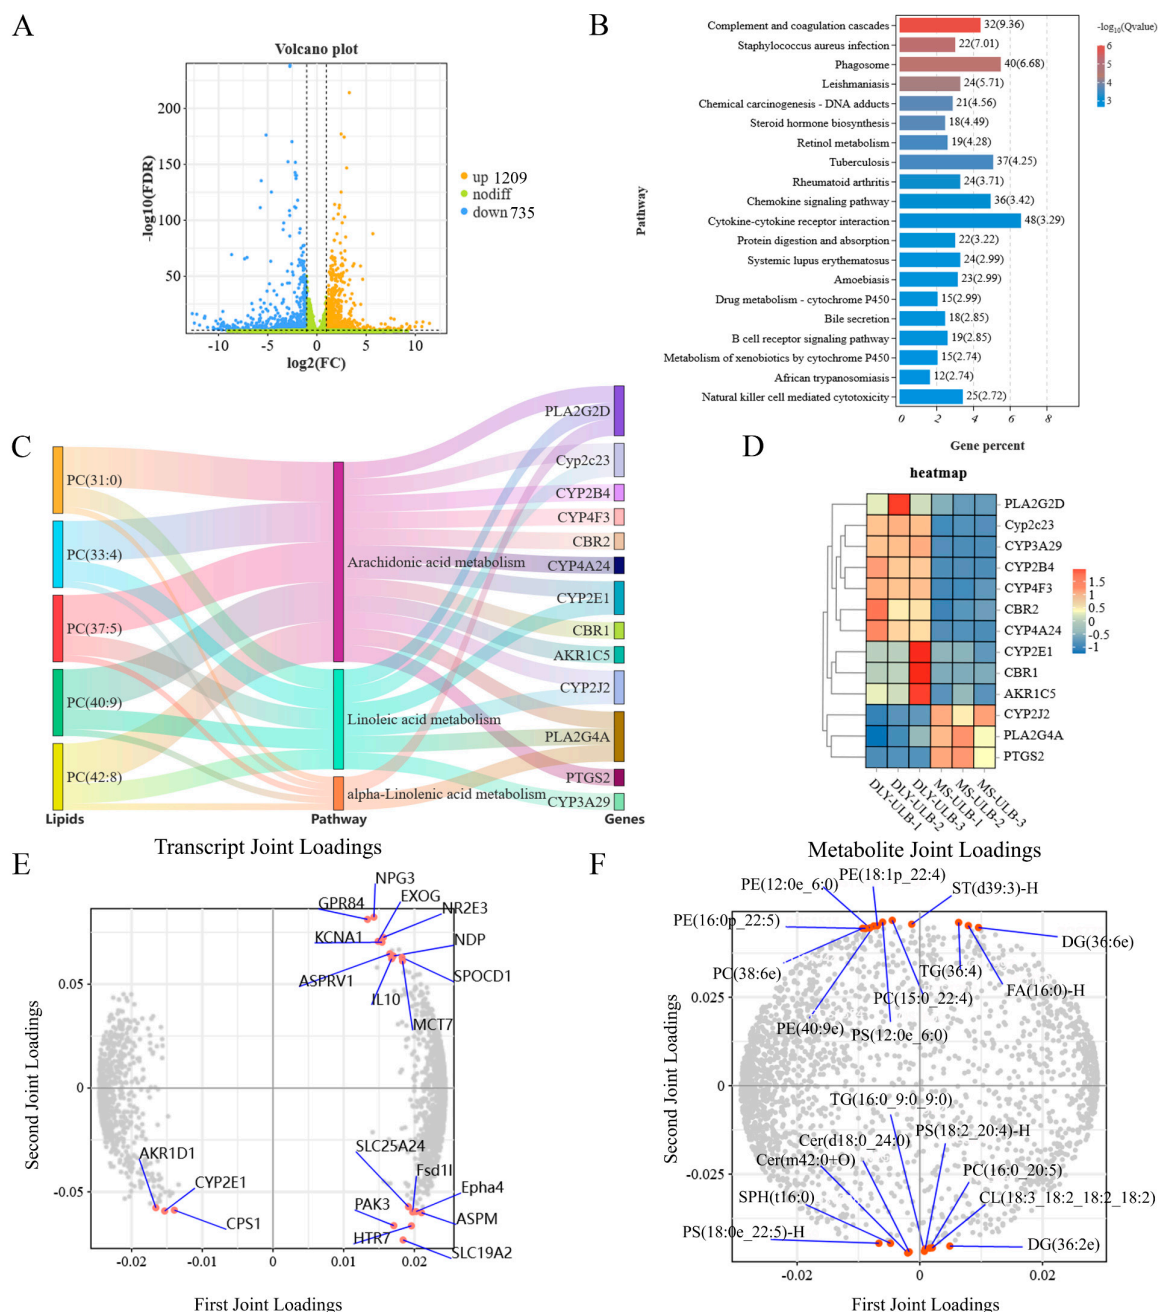 A
Volcano plot
-log10(FDR)
200
150
100
50
-10
-5
0
5
10
log2(FC)
up 1209
nodiff
down 735
B
Pathway
Complement and coagulation cascades
32(9.36)
Staphylococcus aureus infection
22(7.01)
Phagosome
40(6.68)
Leishmaniasis
24(5.71)
Chemical carcinogenesis - DNA adducts
21(4.56)
Steroid hormone biosynthesis
18(4.49)
Retinol metabolism
19(4.28)
Tuberculosis
37(4.25)
Rheumatoid arthritis
24(3.71)
Chemokine signaling pathway
36(3.42)
Cytokine-cytokine receptor interaction
48(3.29)
Protein digestion and absorption
22(3.22)
Systemic lupus erythematosus
24(2.99)
Amoebiasis
23(2.99)
Drug metabolism - cytochrome P450
15(2.99)
Bile secretion
18(2.85)
B cell receptor signaling pathway
19(2.85)
Metabolism of xenobiotics by cytochrome P450
15(2.74)
African trypanosomiasis
12(2.74)
Natural killer cell mediated cytotoxicity
25(2.72)
0
2
4
6
8
Gene percent
-log10(Qvalue)
6
5
4
3
C
PC(31:0)
PC(33:4)
PC(37:5)
PC(40:9)
PC(42:8)
Lipids
Arachidonic acid metabolism
Linoleic acid metabolism
alpha-Linolenic acid metabolism
Pathway
PLA2G2D
Cyp2c23
CYP2B4
CYP4F3
CBR2
CYP4A24
CYP2E1
CBR1
AKR1C5
CYP2J2
PLA2G4A
PTGS2
CYP3A29
Genes
D
heatmap
PLA2G2D
Cyp2c23
CYP3A29
CYP2B4
CYP4F3
CBR2
CYP4A24
CYP2E1
CBR1
AKR1C5
CYP2J2
PLA2G4A
PTGS2
DLY-ULB-1
DLY-ULB-2
DLY-ULB-3
MS-ULB-1
MS-ULB-2
MS-ULB-3
1.5
1
0.5
0
-0.5
-1
E
Transcript Joint Loadings
NPG3
GPR84
EXOG
NR2E3
KCNA1
NDP
ASPRV1
SPOCD1
IL10
MCT7
AKR1D1
CYP2E1
CPS1
SLC25A24
Fsd1l
Epha4
PAK3
ASPM
HTR7
SLC19A2
Second Joint Loadings
0.05
0
-0.05
-0.02
-0.01
0
0.01
0.02
First Joint Loadings
F
Metabolite Joint Loadings
PE(18:1p_22:4)
PE(12:0e_6:0)
ST(d39:3)-H
PE(16:0p_22:5)
DG(36:6e)
PC(38:6e)
TG(36:4)
FA(16:0)-H
PC(15:0_22:4)
PE(40:9e)
PS(12:0e_6:0)
TG(16:0_9:0_9:0)
Cer(d18:0_24:0)
PS(18:2_20:4)-H
Cer(m42:0+O)
PC(16:0_20:5)
SPH(t16:0)
CL(18:3_18:2_18:2_18:2)
PS(18:0e_22:5)-H
DG(36:2e)
Second Joint Loadings
0.025
0
-0.025
-0.02
0
0.02
First Joint Loadings